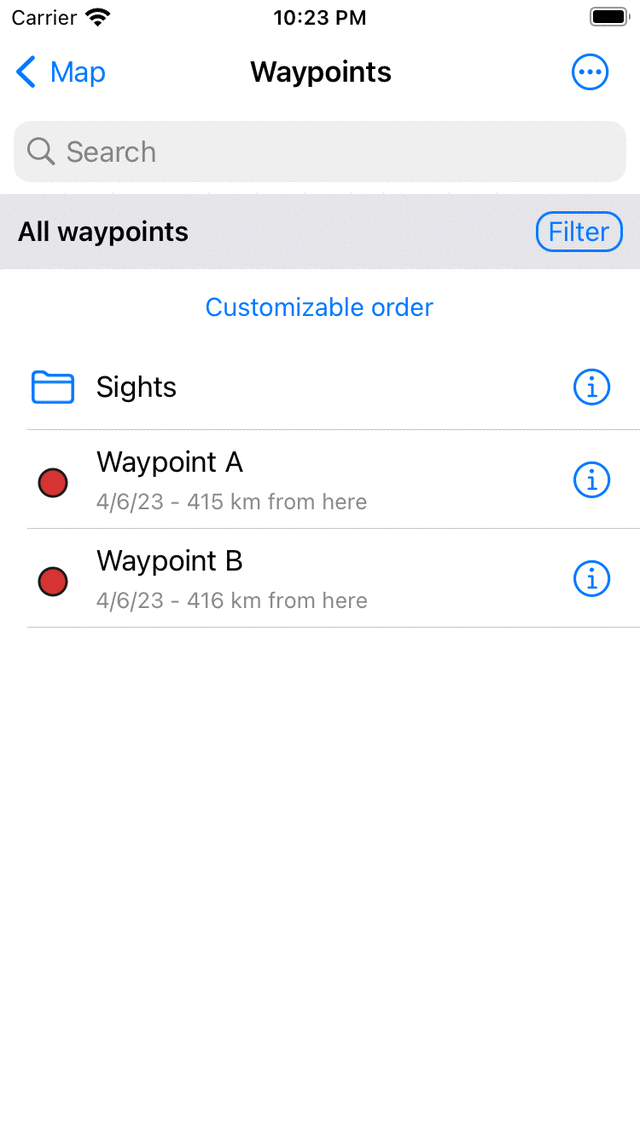 Carrier 10:23 PM
Map Waypoints
Search
All waypoints Filter
Customizable order
Sights
Waypoint A
4/6/23 - 415 km from here
Waypoint B
4/6/23 - 416 km from here